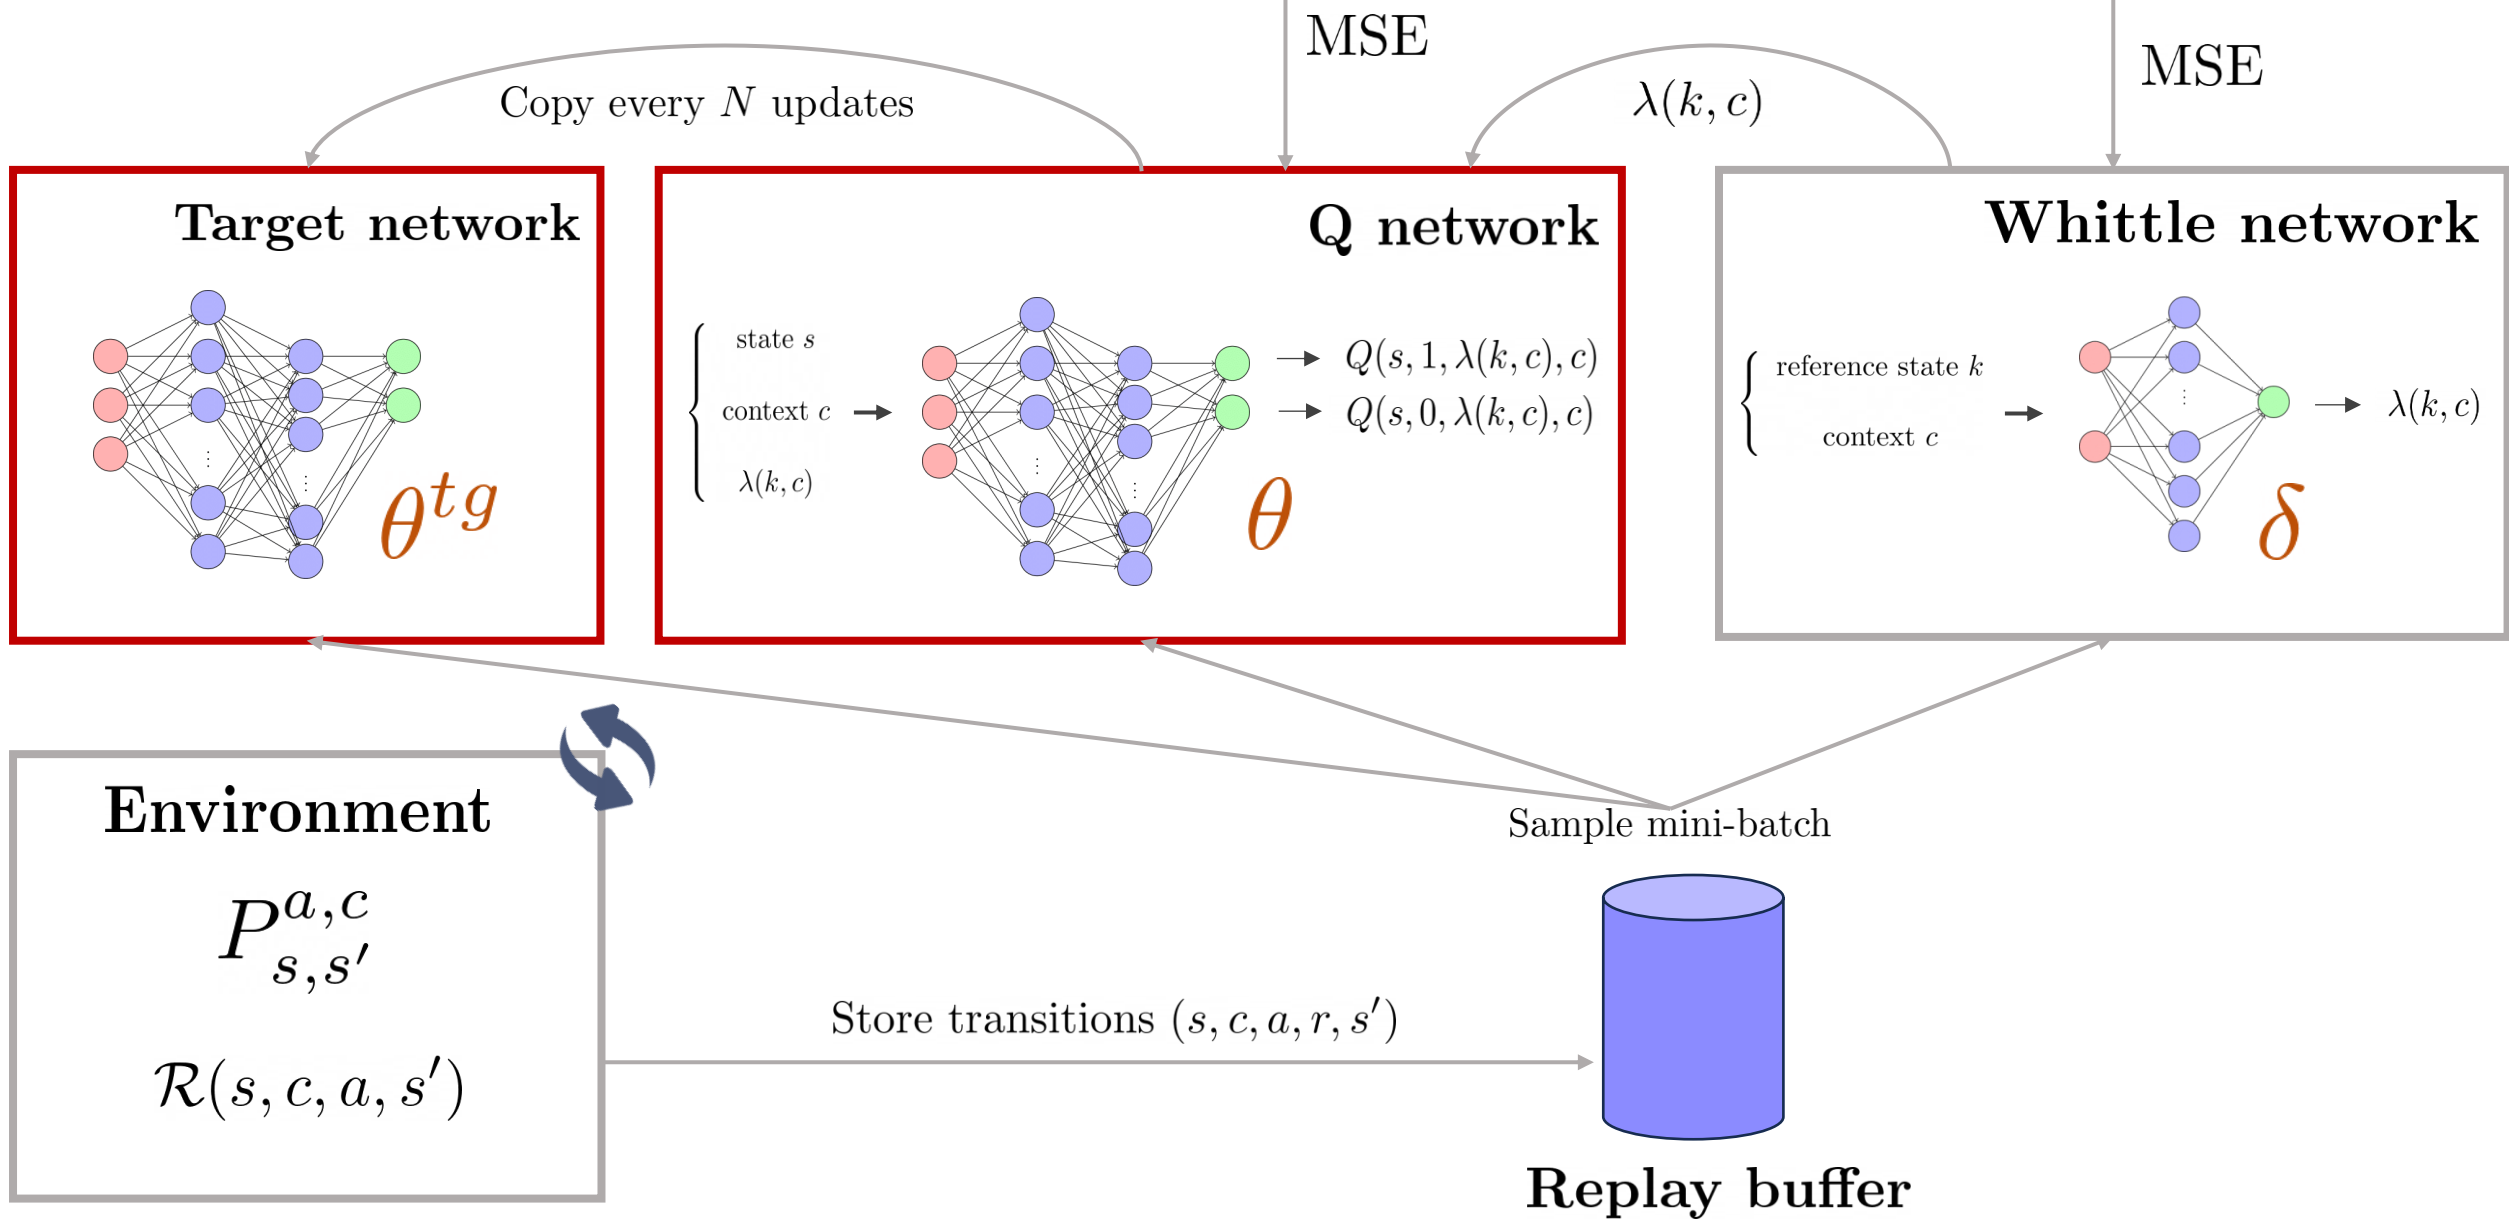 MSE
MSE
Copy every N updates
λ(k, c)
Target network
θ^{tg}
Q network
state s
context c
λ(k, c)
Q(s, 1, λ(k, c), c)
Q(s, 0, λ(k, c), c)
θ
Whittle network
reference state k
context c
λ(k, c)
δ
Sample mini-batch
Environment
P_{s,s′}^{a,c}
ℛ(s, c, a, s′)
Store transitions (s, c, a, r, s′)
Replay buffer